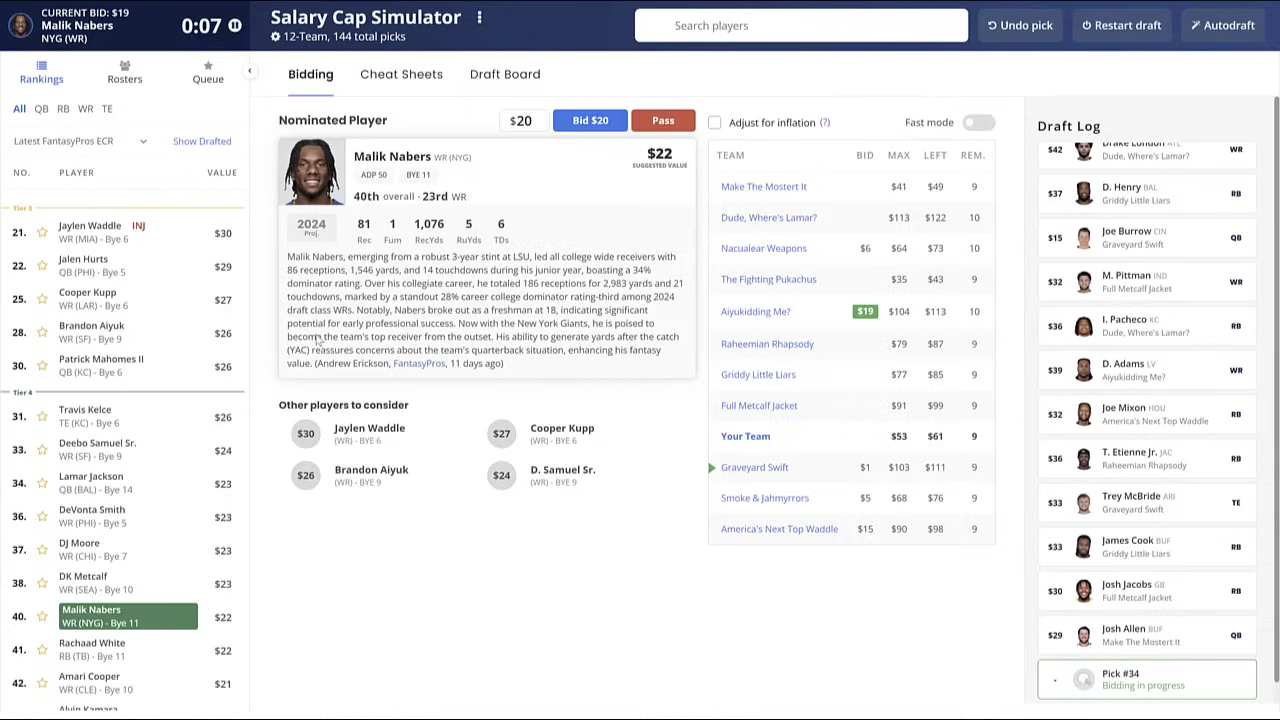 CURRENT BID: $19
Malik Nabers
NYG (WR)
0:07
Salary Cap Simulator
12-Team, 144 total picks
Search players
Undo pick
Restart draft
Autodraft
Rankings
Rosters
Queue
All QB RB WR TE
Latest FantasyPros ECR
Show Drafted
NO. PLAYER VALUE
Tier 3
21. Jaylen Waddle INJ $30
WR (MIA) - Bye 6
22. Jalen Hurts $29
QB (PHI) - Bye 5
25. Cooper Kupp $27
WR (LAR) - Bye 6
28. Brandon Aiyuk $26
WR (SF) - Bye 9
30. Patrick Mahomes II $26
QB (KC) - Bye 6
Tier 4
31. Travis Kelce $26
TE (KC) - Bye 6
33. Deebo Samuel Sr. $24
WR (SF) - Bye 9
34. Lamar Jackson $23
QB (BAL) - Bye 14
36. DeVonta Smith $23
WR (PHI) - Bye 5
37. DJ Moore $23
WR (CHI) - Bye 7
38. DK Metcalf $23
WR (SEA) - Bye 10
40. Malik Nabers $22
WR (NYG) - Bye 11
41. Rachaad White $22
RB (TB) - Bye 11
42. Amari Cooper $21
WR (CLE) - Bye 10
Alvin Kamara
Bidding
Cheat Sheets
Draft Board
Nominated Player
$20
Bid $20
Pass
Malik Nabers WR (NYG)
ADP 50 BYE 11
40th overall - 23rd WR
$22
SUGGESTED VALUE
2024 81 1 1,076 5 6
Proj. Rec Fum RecYds RuYds TDs
Malik Nabers, emerging from a robust 3-year stint at LSU, led all college wide receivers with
86 receptions, 1,546 yards, and 14 touchdowns during his junior year, boasting a 34%
dominator rating. Over his collegiate career, he totaled 186 receptions for 2,983 yards and 21
touchdowns, marked by a standout 28% career college dominator rating-third among 2024
draft class WRs. Notably, Nabers broke out as a freshman at 18, indicating significant
potential for early professional success. Now with the New York Giants, he is poised to
become the team's top receiver from the outset. His ability to generate yards after the catch
(YAC) reassures concerns about the team's quarterback situation, enhancing his fantasy
value. (Andrew Erickson, FantasyPros, 11 days ago)
Other players to consider
$30 Jaylen Waddle
(WR) - BYE 6
$27 Cooper Kupp
(WR) - BYE 6
$26 Brandon Aiyuk
(WR) - BYE 9
$24 D. Samuel Sr.
(WR) - BYE 9
Adjust for inflation (?)
Fast mode
TEAM BID MAX LEFT REM.
Make The Mostert It $41 $49 9
Dude, Where's Lamar? $113 $122 10
Nacualear Weapons $6 $64 $73 10
The Fighting Pukachus $35 $43 9
Aiyukidding Me? $19 $104 $113 10
Raheemian Rhapsody $79 $87 9
Griddy Little Liars $77 $85 9
Full Metcalf Jacket $91 $99 9
Your Team $53 $61 9
Graveyard Swift $1 $103 $111 9
Smoke & Jahmyrrors $5 $68 $76 9
America's Next Top Waddle $15 $90 $98 9
Draft Log
$42 Drake London ATL WR
Dude, Where's Lamar?
$37 D. Henry BAL RB
Griddy Little Liars
$15 Joe Burrow CIN QB
Graveyard Swift
$32 M. Pittman IND WR
Full Metcalf Jacket
$36 I. Pacheco KC RB
Raheemian Rhapsody
$39 D. Adams LV WR
Aiyukidding Me?
$32 Joe Mixon HOU RB
America's Next Top Waddle
$36 T. Etienne Jr. JAC RB
Raheemian Rhapsody
$33 Trey McBride ARI TE
Graveyard Swift
$33 James Cook BUF RB
Griddy Little Liars
$30 Josh Jacobs GB RB
Full Metcalf Jacket
$29 Josh Allen BUF QB
Make The Mostert It
- Pick #34
Bidding in progress